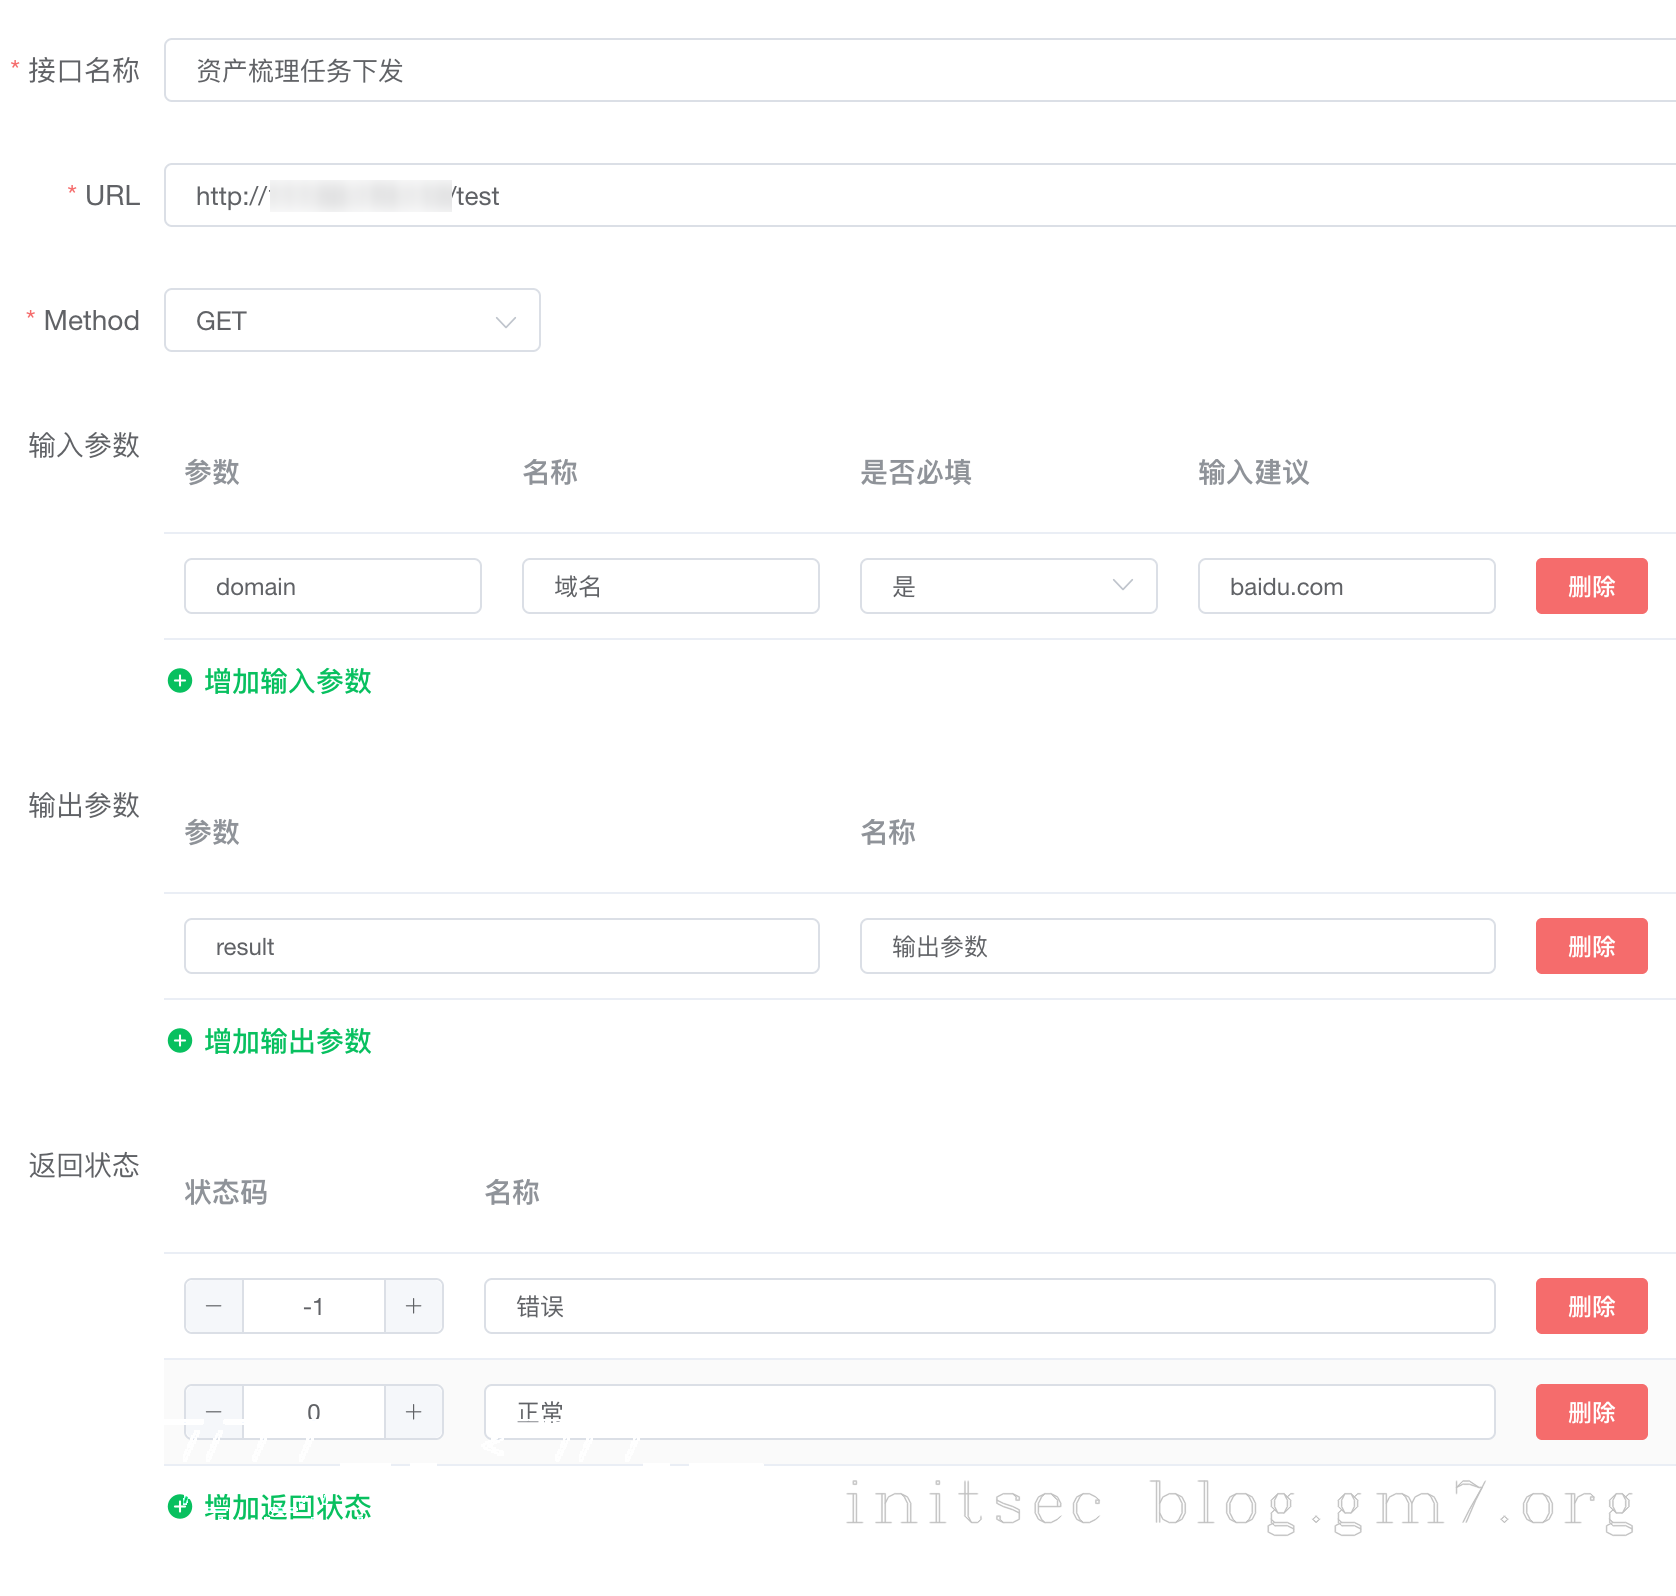 * 接口名称 资产梳理任务下发
* URL http:// /test
* Method GET
输入参数
参数 名称 是否必填 输入建议
domain 域名 是 baidu.com 删除
增加输入参数
输出参数
参数 名称
result 输出参数 删除
增加输出参数
返回状态
状态码 名称
-1 错误 删除
0 正常 删除
增加返回状态
initsec blog.gm7.org